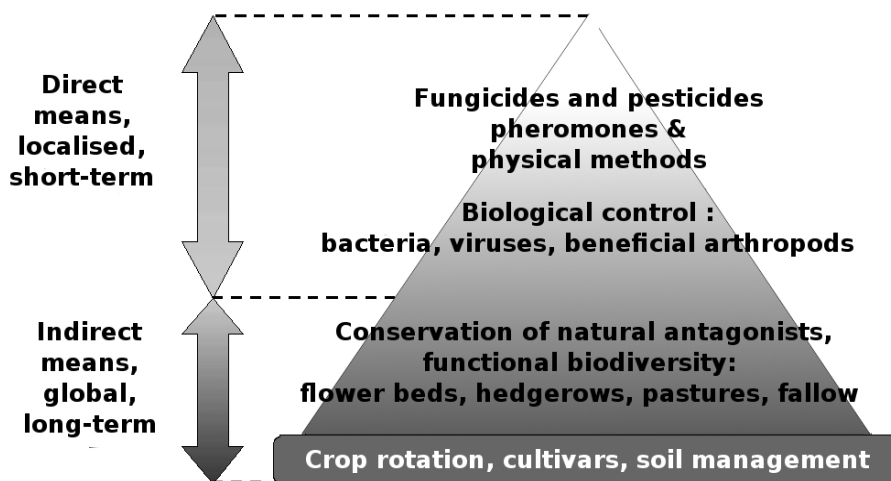 Direct
means,
localised,
short-term
Fungicides and pesticides
pheromones &
physical methods
Biological control :
bacteria, viruses, beneficial arthropods
Indirect
means,
global,
long-term
Conservation of natural antagonists,
functional biodiversity:
flower beds, hedgerows, pastures, fallow
Crop rotation, cultivars, soil management